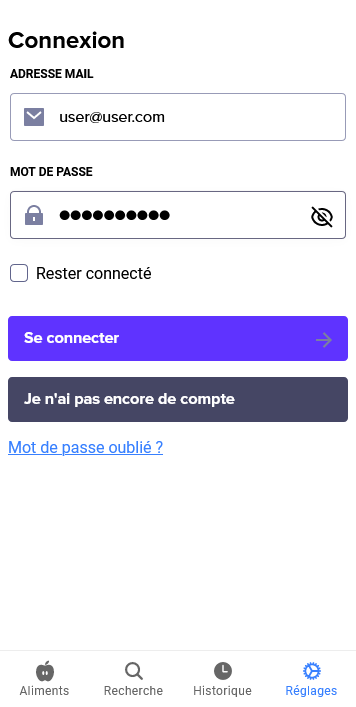 Connexion
ADRESSE MAIL
user@user.com
MOT DE PASSE
●●●●●●●●●●
Rester connecté
Se connecter
Je n'ai pas encore de compte
Mot de passe oublié ?
Aliments Recherche Historique Réglages